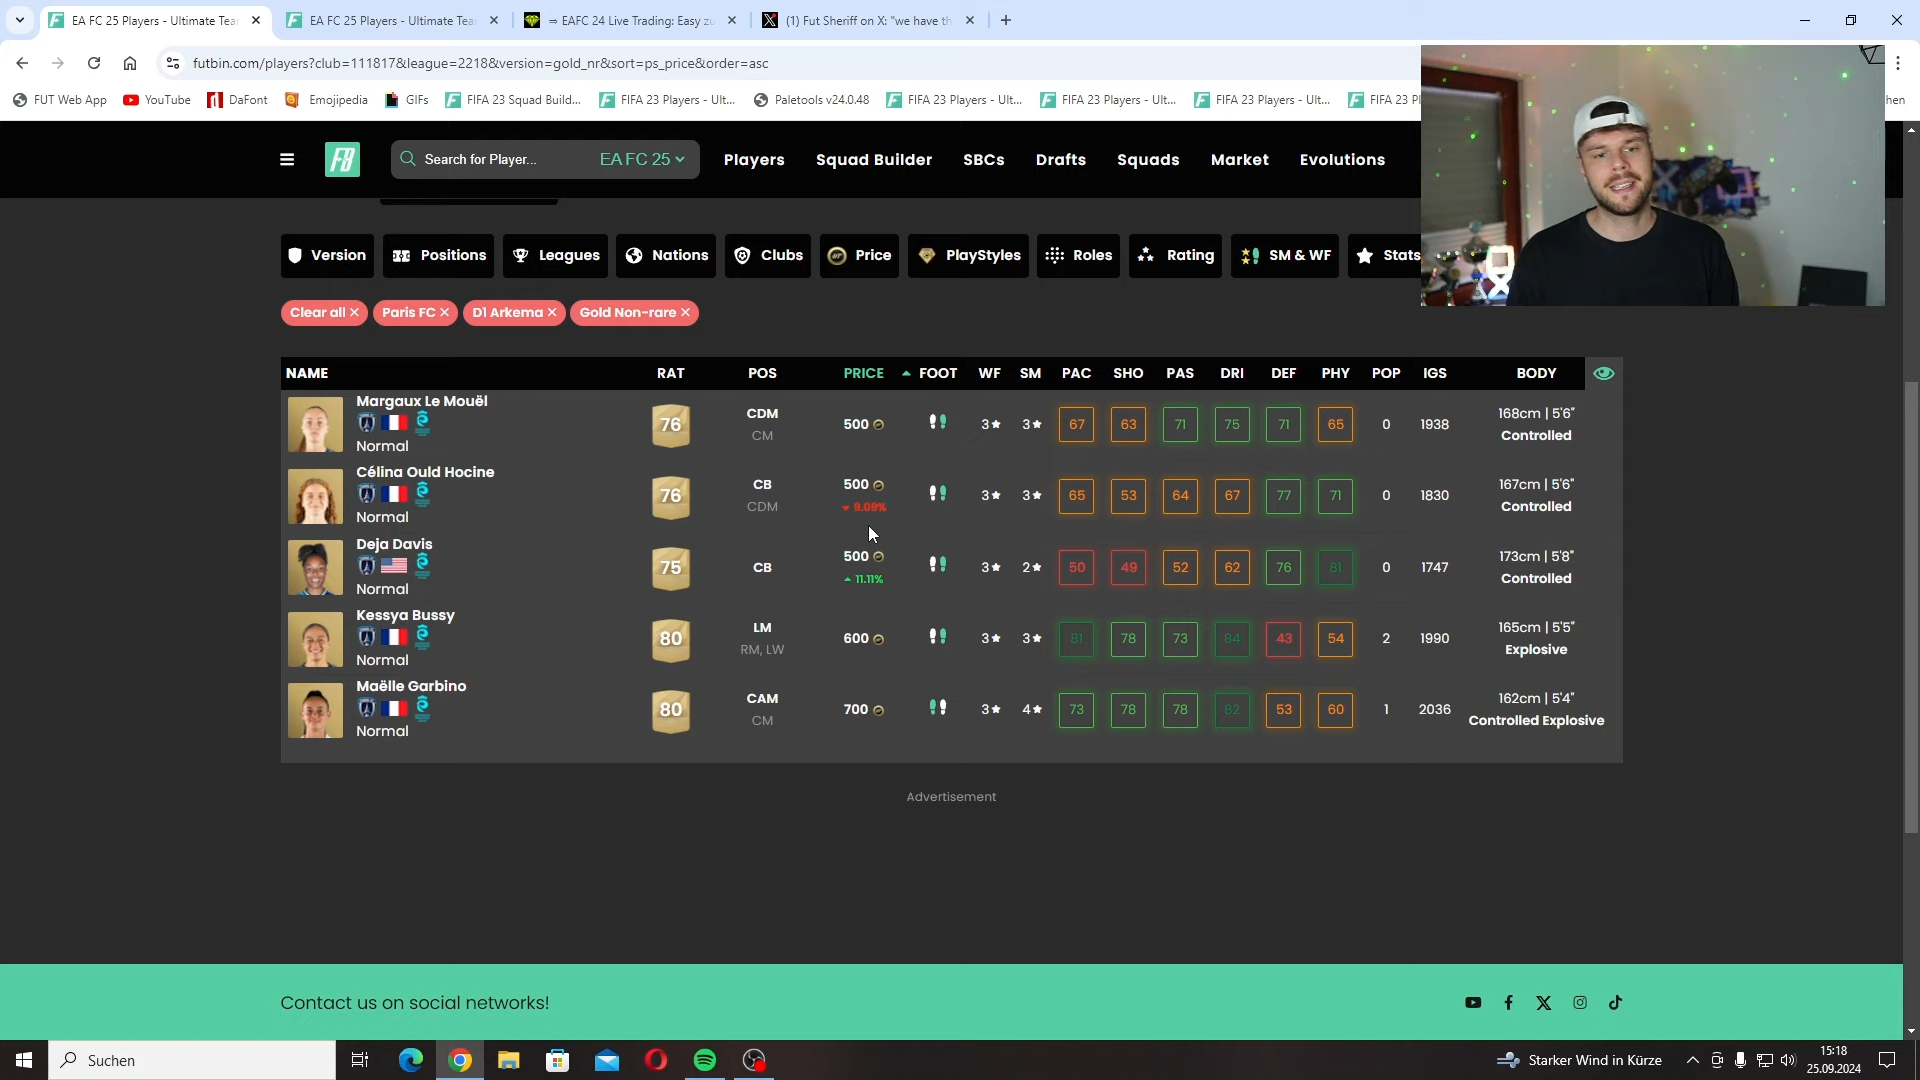 EA FC 25 Players - Ultimate Tea
EA FC 25 Players - Ultimate Tea
⇒ EAFC 24 Live Trading: Easy zu
(1) Fut Sheriff on X: "we have th
futbin.com/players?club=111817&league=2218&version=gold_nr&sort=ps_price&order=asc
FUT Web App
YouTube
DaFont
Emojipedia
GIFs
FIFA 23 Squad Build...
FIFA 23 Players - Ult...
Paletools v24.0.48
FIFA 23 Players - Ult...
FIFA 23 Players - Ult...
FIFA 23 Players - Ult...
FIFA 23 Pl
hen
Search for Player...
EA FC 25
Players
Squad Builder
SBCs
Drafts
Squads
Market
Evolutions
Version
Positions
Leagues
Nations
Clubs
Price
PlayStyles
Roles
Rating
SM & WF
Stats
Clear all ×
Paris FC ×
D1 Arkema ×
Gold Non-rare ×
NAME RAT POS PRICE FOOT WF SM PAC SHO PAS DRI DEF PHY POP IGS BODY
Margaux Le Mouël
Normal
76
CDM
CM
500
3★ 3★ 67 63 71 75 71 65 0 1938
168cm | 5'6"
Controlled
Célina Ould Hocine
Normal
76
CB
CDM
500
9.09%
3★ 3★ 65 53 64 67 77 71 0 1830
167cm | 5'6"
Controlled
Deja Davis
Normal
75
CB
500
11.11%
3★ 2★ 50 49 52 62 76 81 0 1747
173cm | 5'8"
Controlled
Kessya Bussy
Normal
80
LM
RM, LW
600
3★ 3★ 81 78 73 84 43 54 2 1990
165cm | 5'5"
Explosive
Maëlle Garbino
Normal
80
CAM
CM
700
3★ 4★ 73 78 78 82 53 60 1 2036
162cm | 5'4"
Controlled Explosive
Advertisement
Contact us on social networks!
Suchen
Starker Wind in Kürze
15:18
25.09.2024